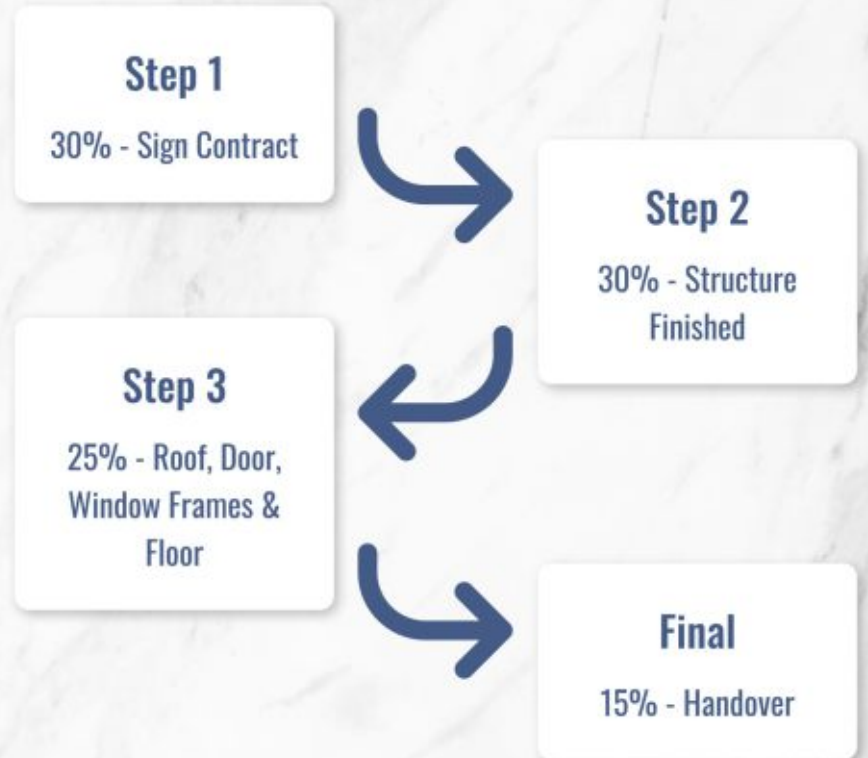 Step 1
30% - Sign Contract
Step 2
30% - Structure
Finished
Step 3
25% - Roof, Door,
Window Frames &
Floor
Final
15% - Handover